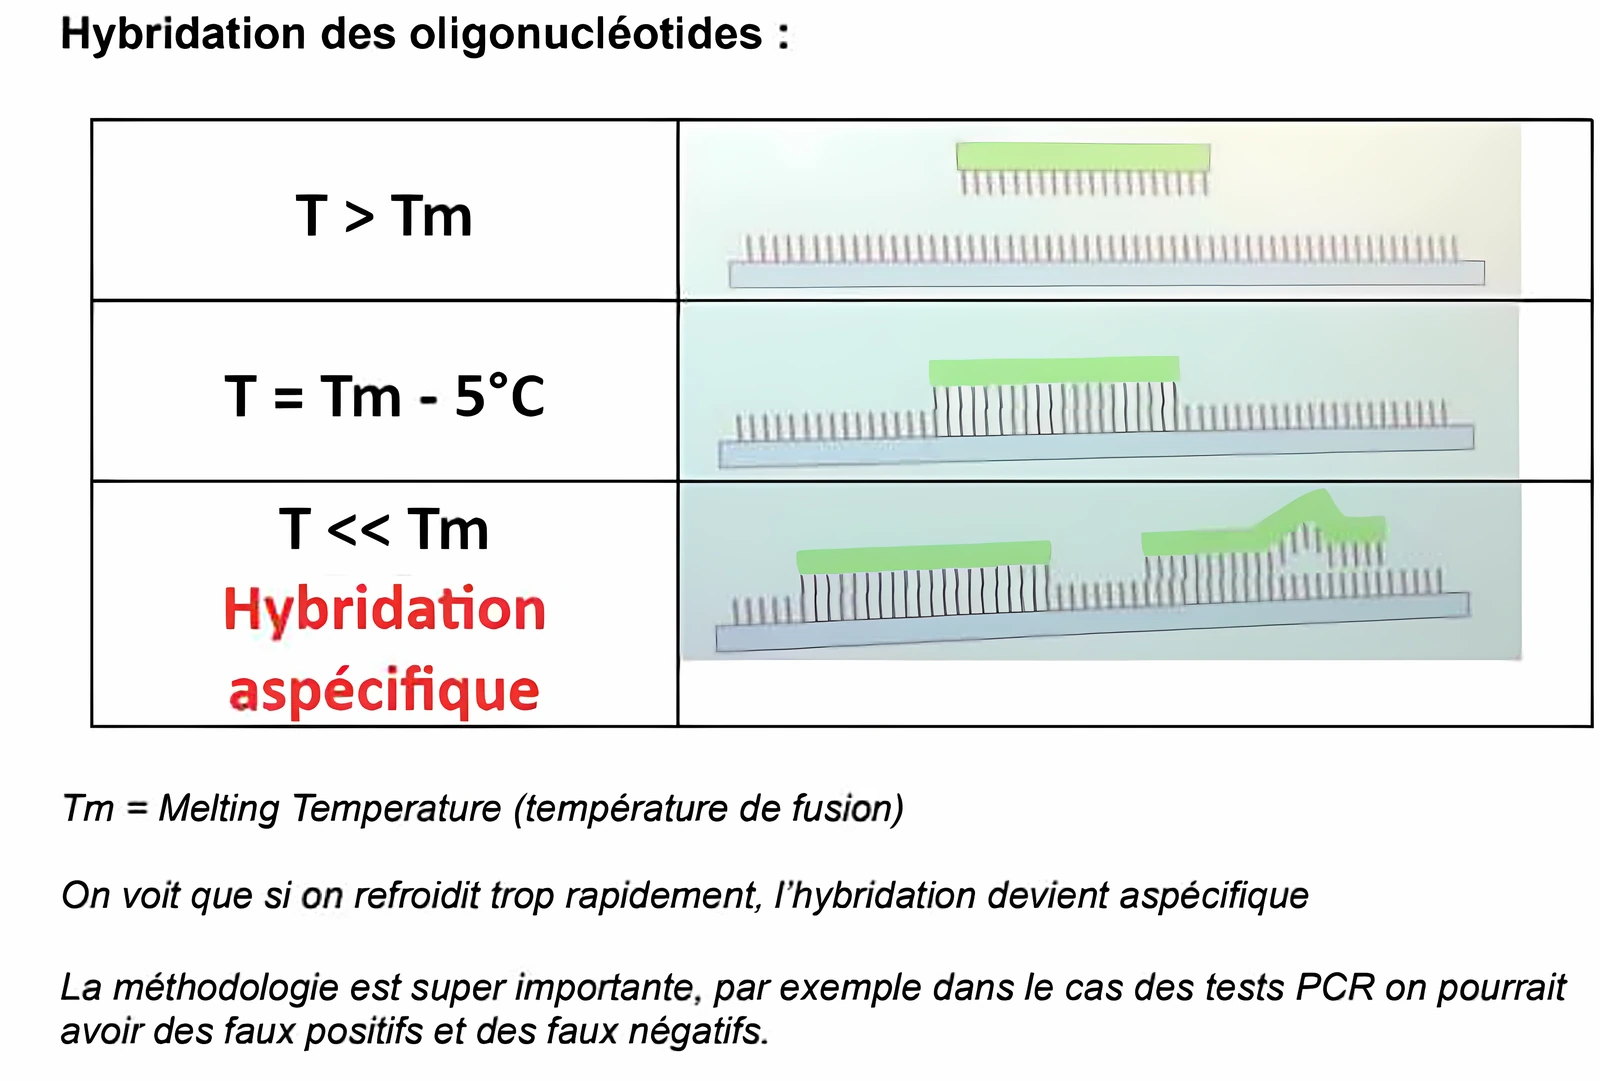 Hybridation des oligonucléotides :
T > Tm
T = Tm - 5°C
T << Tm
Hybridation
aspécifique
Tm = Melting Temperature (température de fusion)
On voit que si on refroidit trop rapidement, l’hybridation devient aspécifique
La méthodologie est super importante, par exemple dans le cas des tests PCR on pourrait
avoir des faux positifs et des faux négatifs.